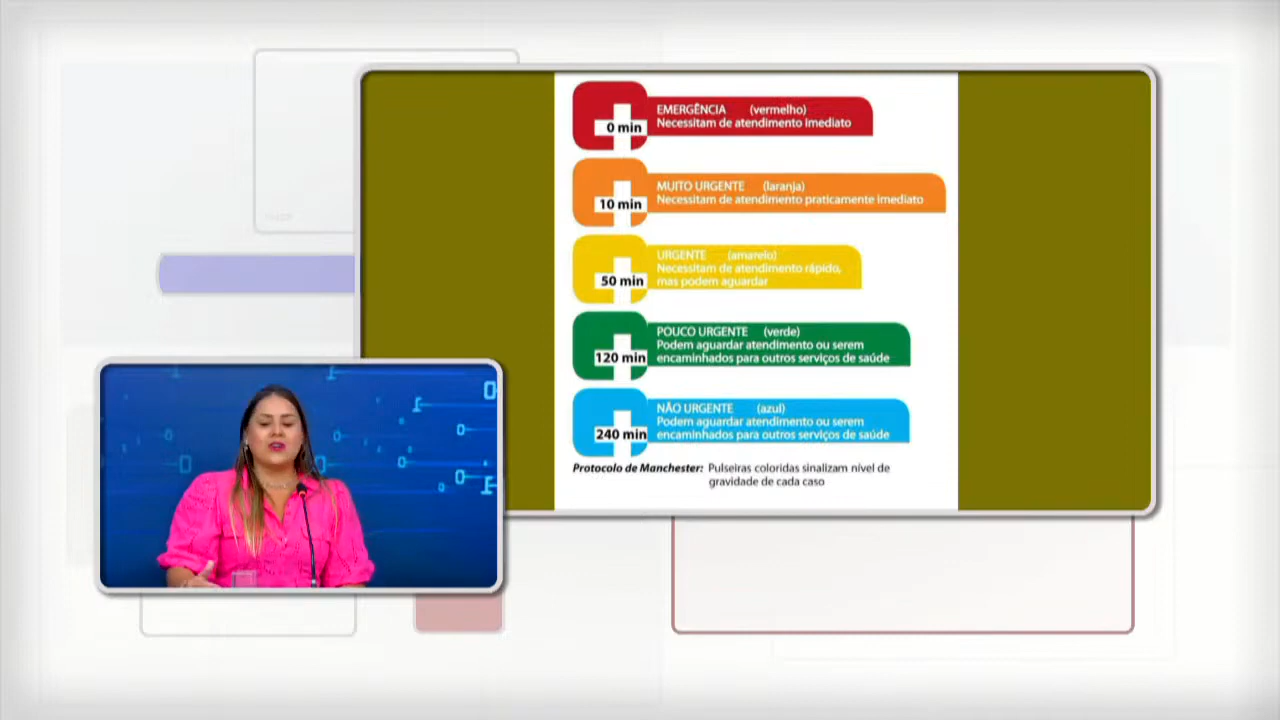 EMERGÊNCIA (vermelho)
Necessitam de atendimento imediato
0 min
MUITO URGENTE (laranja)
Necessitam de atendimento praticamente imediato
10 min
URGENTE (amarelo)
Necessitam de atendimento rápido,
mas podem aguardar
50 min
POUCO URGENTE (verde)
Podem aguardar atendimento ou serem
encaminhados para outros serviços de saúde
120 min
NÃO URGENTE (azul)
Podem aguardar atendimento ou serem
encaminhados para outros serviços de saúde
240 min
Protocolo de Manchester: Pulseiras coloridas sinalizam nível de
gravidade de cada caso